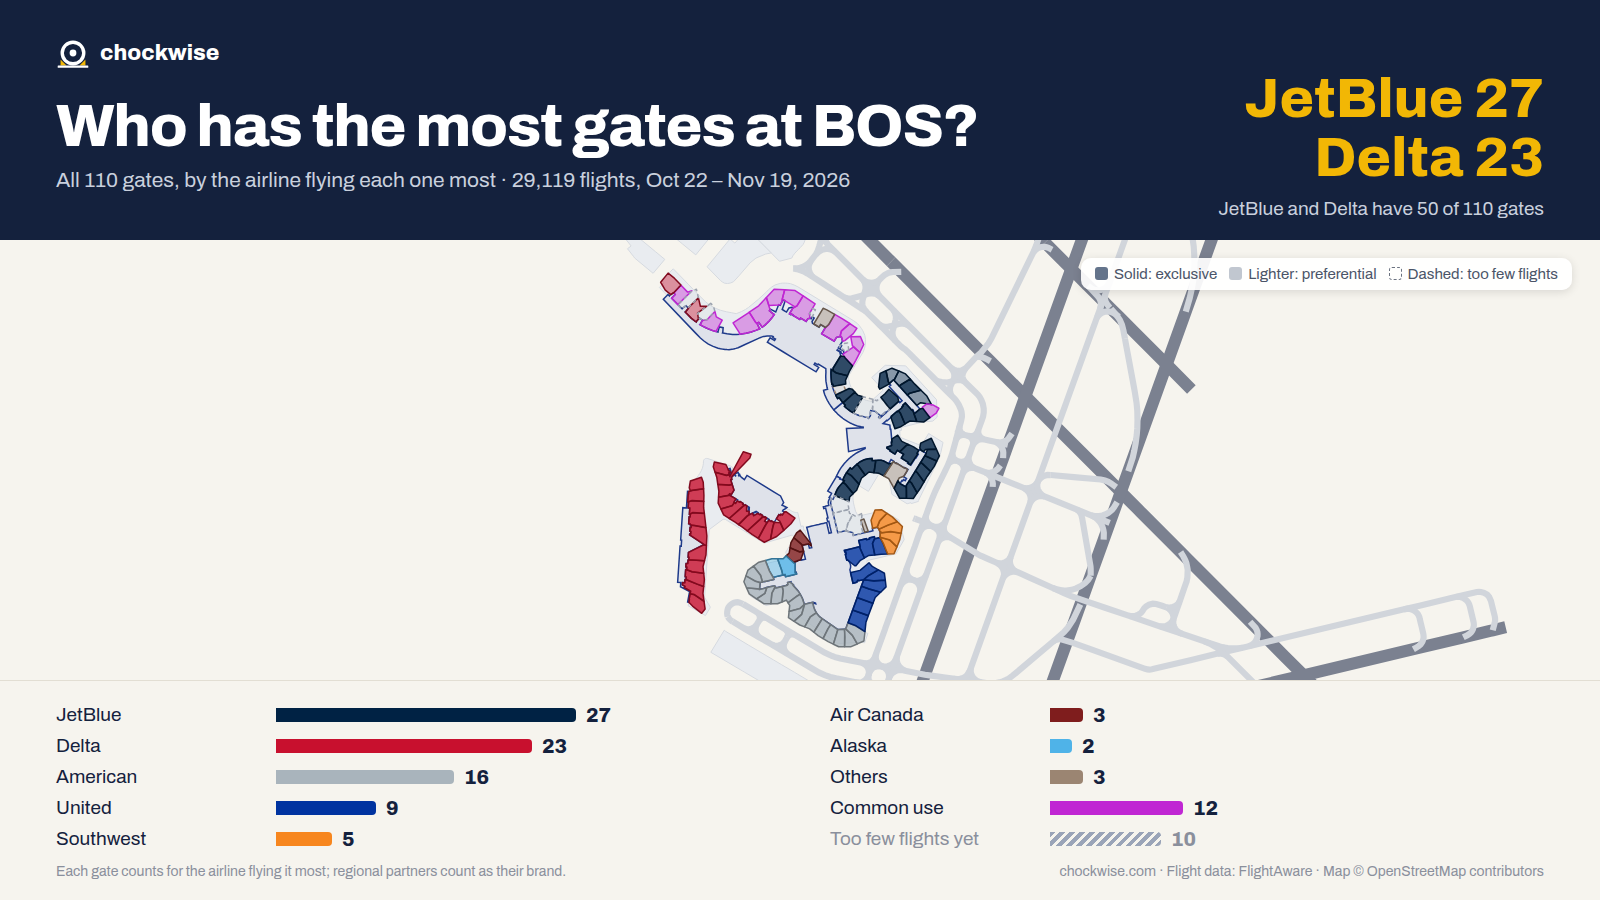 chockwise
Who has the most gates at BOS?
All 110 gates, by the airline flying each one most · 29,119 flights, Oct 22 – Nov 19, 2026
JetBlue 27
Delta 23
JetBlue and Delta have 50 of 110 gates
Solid: exclusive
Lighter: preferential
Dashed: too few flights
JetBlue 27
Delta 23
American 16
United 9
Southwest 5
Air Canada 3
Alaska 2
Others 3
Common use 12
Too few flights yet 10
Each gate counts for the airline flying it most; regional partners count as their brand.
chockwise.com · Flight data: FlightAware · Map © OpenStreetMap contributors